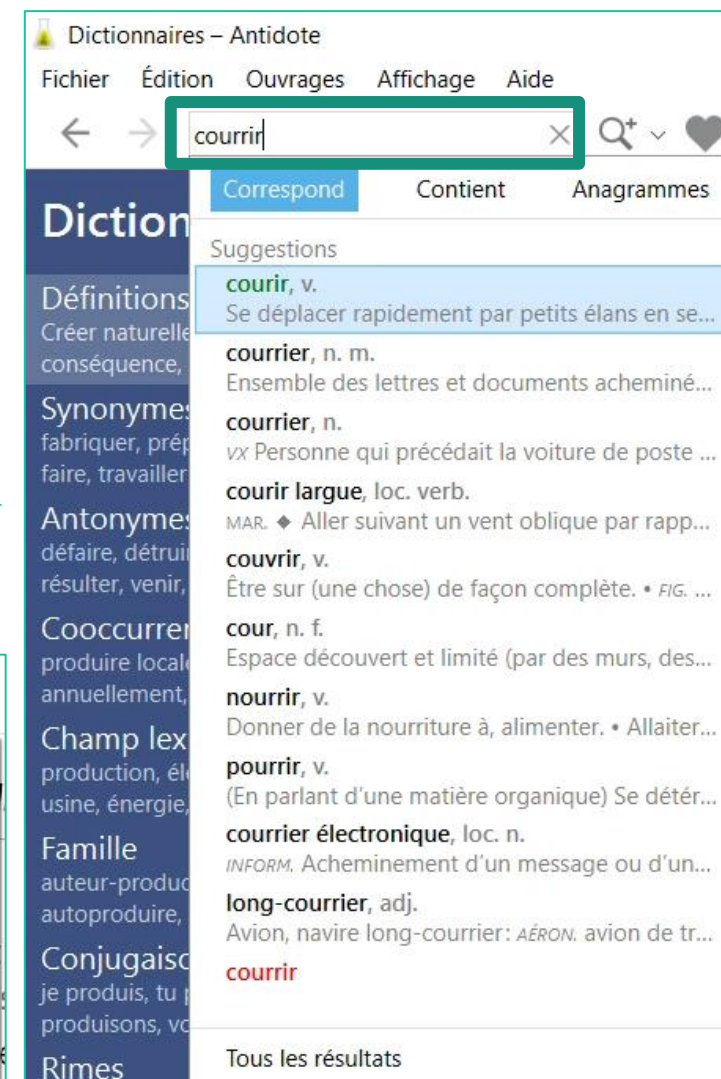 Dictionnaires – Antidote
Fichier Édition Ouvrages Affichage Aide
courrir
Correspond Contient Anagrammes
Diction
Suggestions
courir, v.
Se déplacer rapidement par petits élans en se...
courrier, n. m.
Ensemble des lettres et documents acheminé...
courrier, n.
VX Personne qui précédait la voiture de poste ...
courir largue, loc. verb.
MAR. ◆ Aller suivant un vent oblique par rapp...
couvrir, v.
Être sur (une chose) de façon complète. • FIG. ...
cour, n. f.
Espace découvert et limité (par des murs, des...
nourrir, v.
Donner de la nourriture à, alimenter. • Allaiter...
pourrir, v.
(En parlant d'une matière organique) Se détér...
courrier électronique, loc. n.
INFORM. Acheminement d'un message ou d'un...
long-courrier, adj.
Avion, navire long-courrier : AÉRON. avion de tr...
courrir
Tous les résultats
Définitions
Créer naturelle
conséquence,
Synonymes
fabriquer, prép
faire, travailler
Antonymes
défaire, détrui
résulter, venir,
Cooccurre
produire local
annuellement,
Champ lex
production, él
usine, énergie,
Famille
auteur-produc
autoproduire,
Conjugaiso
je produis, tu p
produisons, vo
Rimes